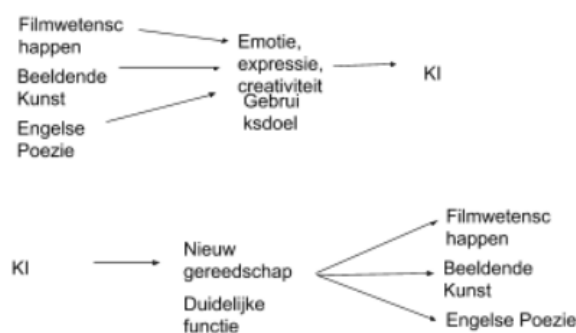 Filmwetensc
happen
Beeldende
Kunst
Engelse
Poezie
Emotie,
expressie,
creativiteit
Gebrui
ksdoel
KI
KI
Nieuw
gereedschap
Duidelijke
functie
Filmwetensc
happen
Beeldende
Kunst
Engelse Poezie